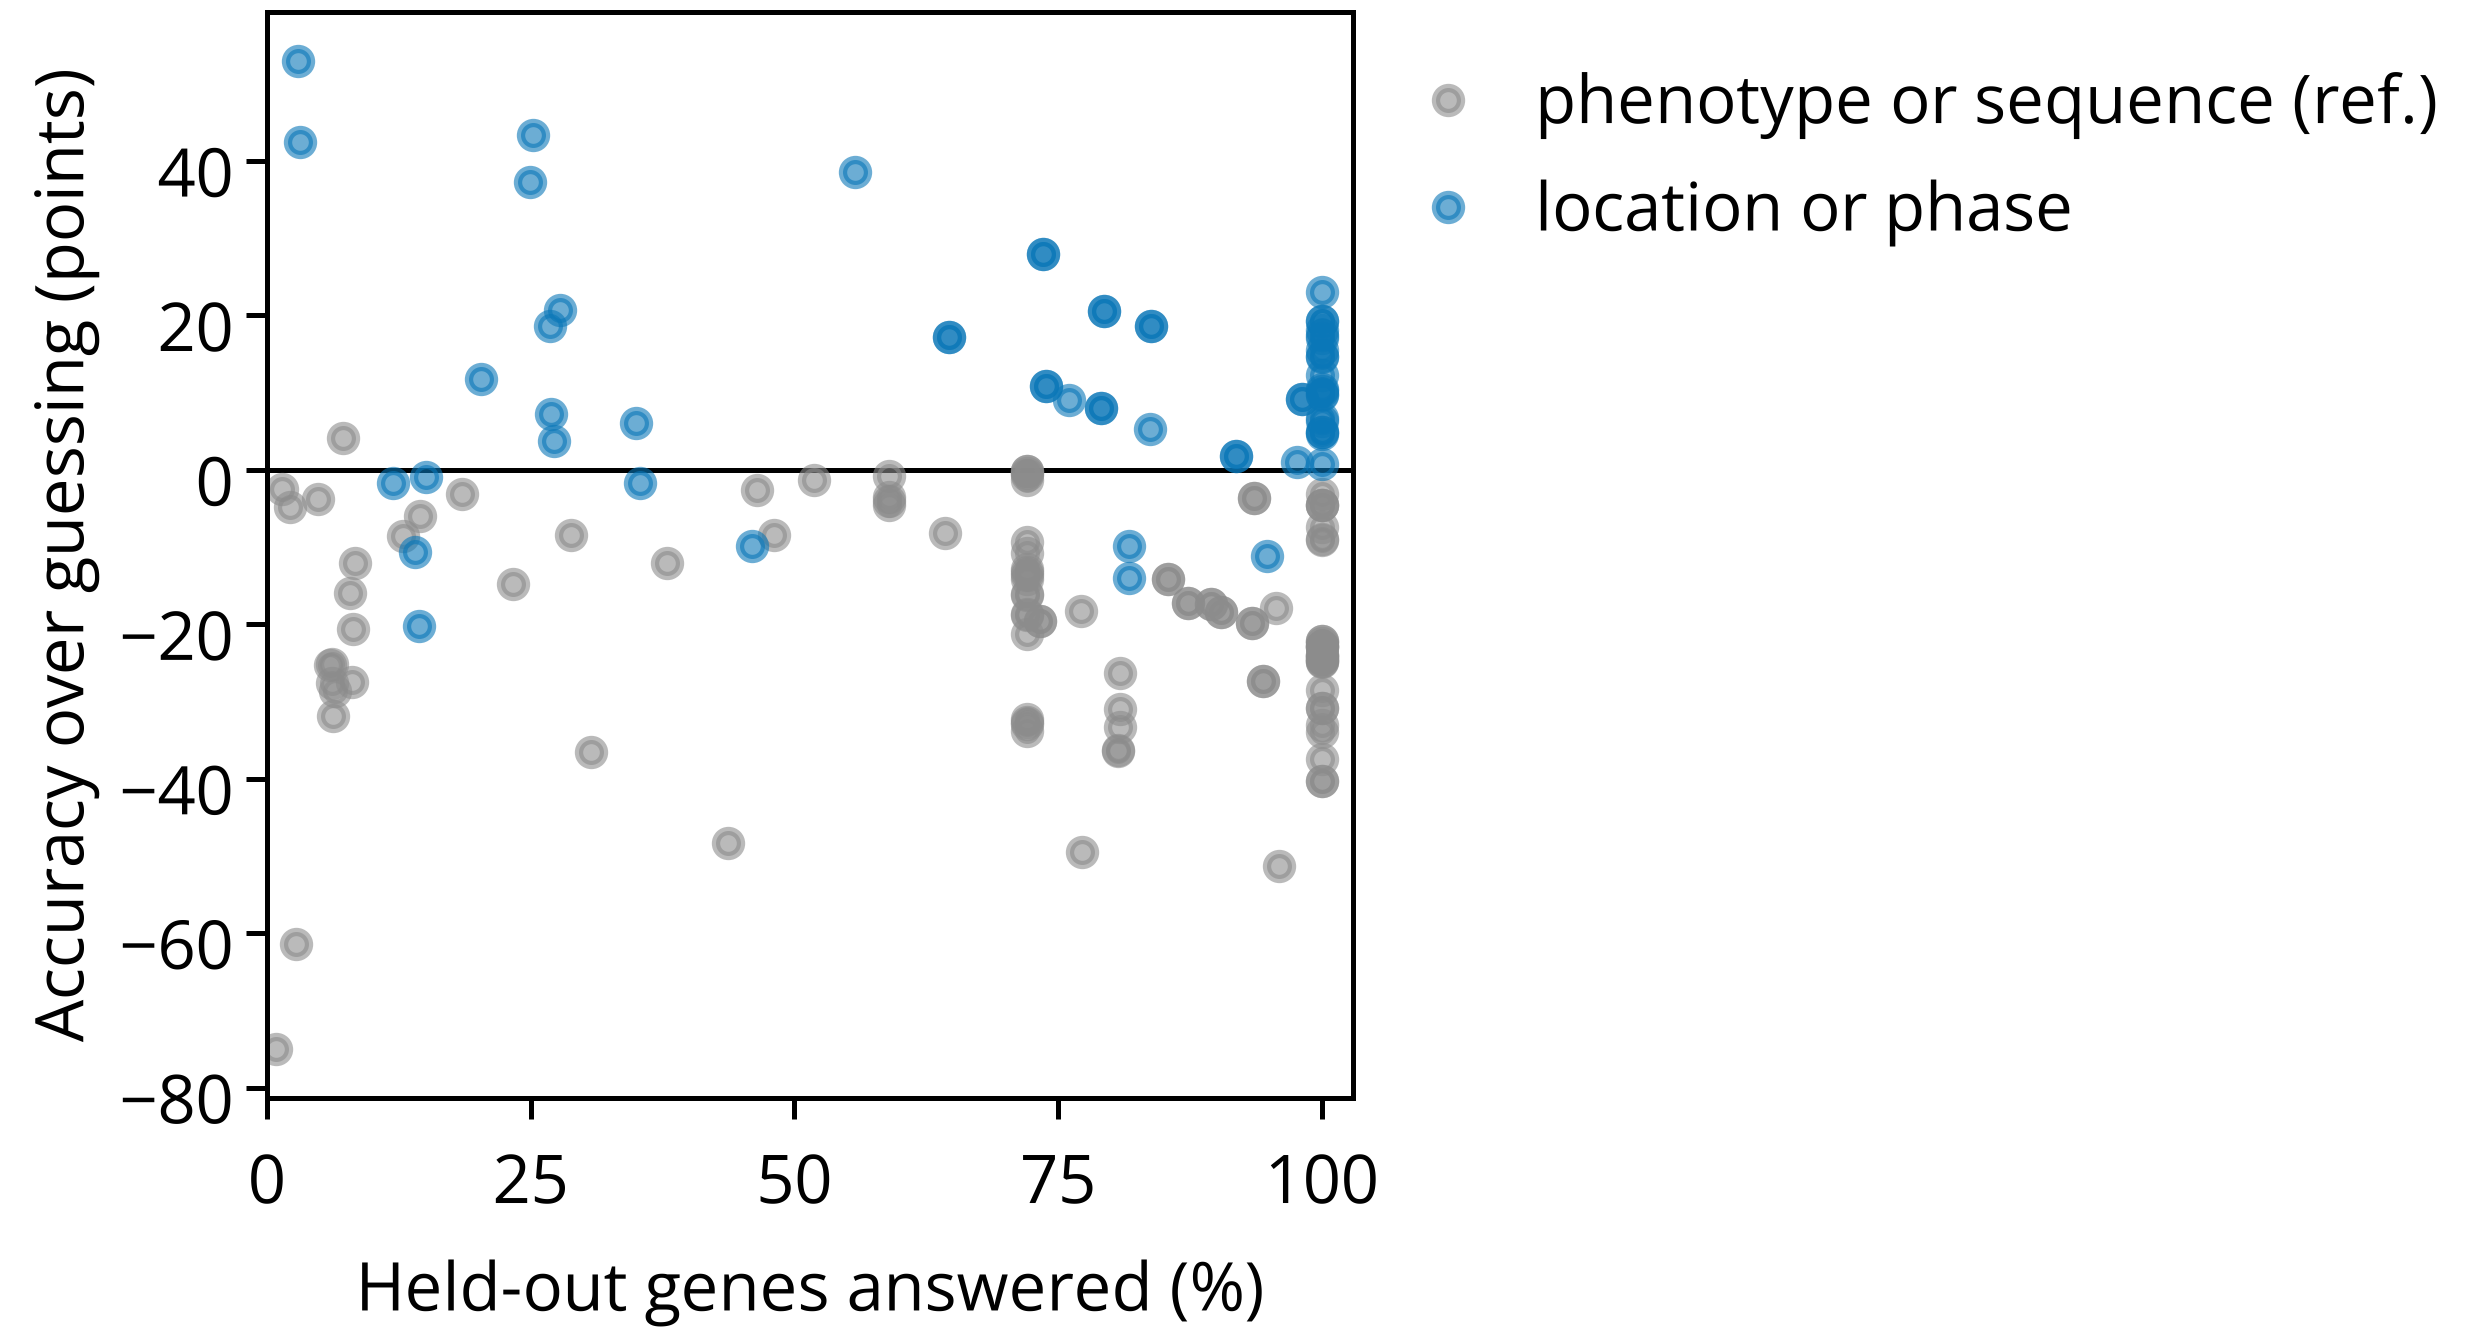 phenotype or sequence (ref.)
location or phase
Accuracy over guessing (points)
40
20
0
−20
−40
−60
−80
0 25 50 75 100
Held-out genes answered (%)